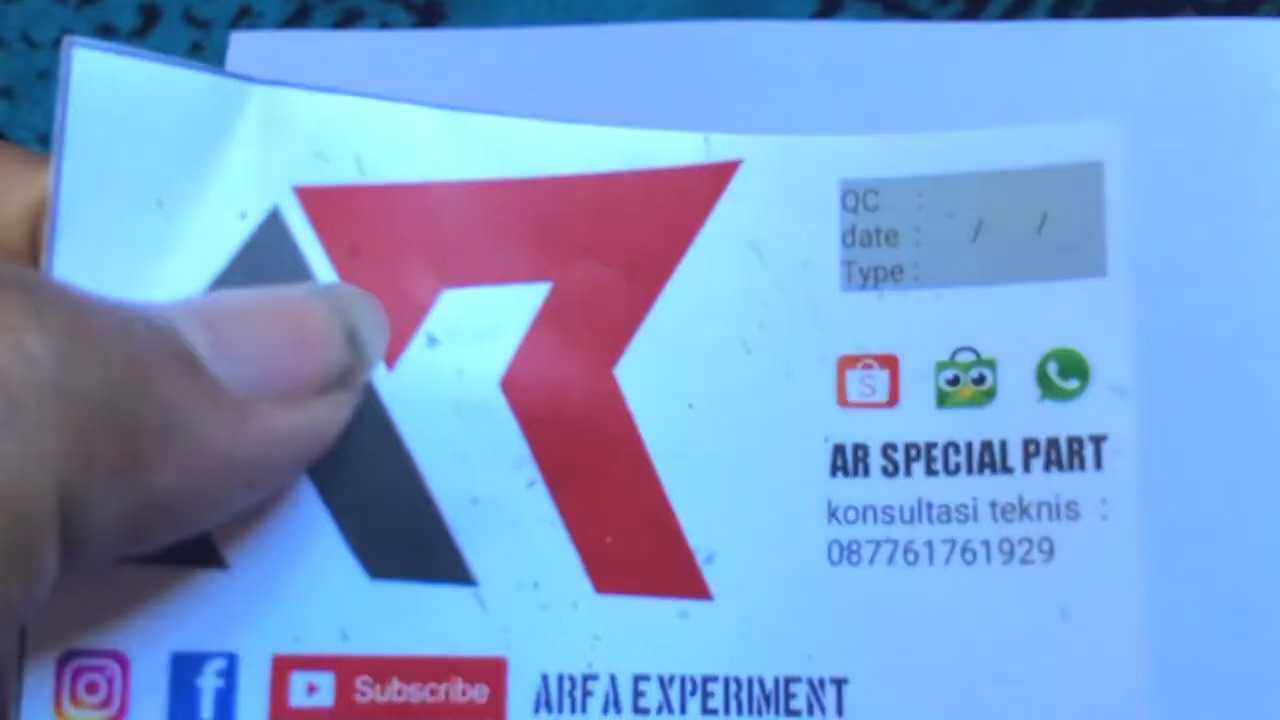 QC :
date : / /
Type :
AR SPECIAL PART
konsultasi teknis :
087761761929
Subscribe
ARFA EXPERIMENT